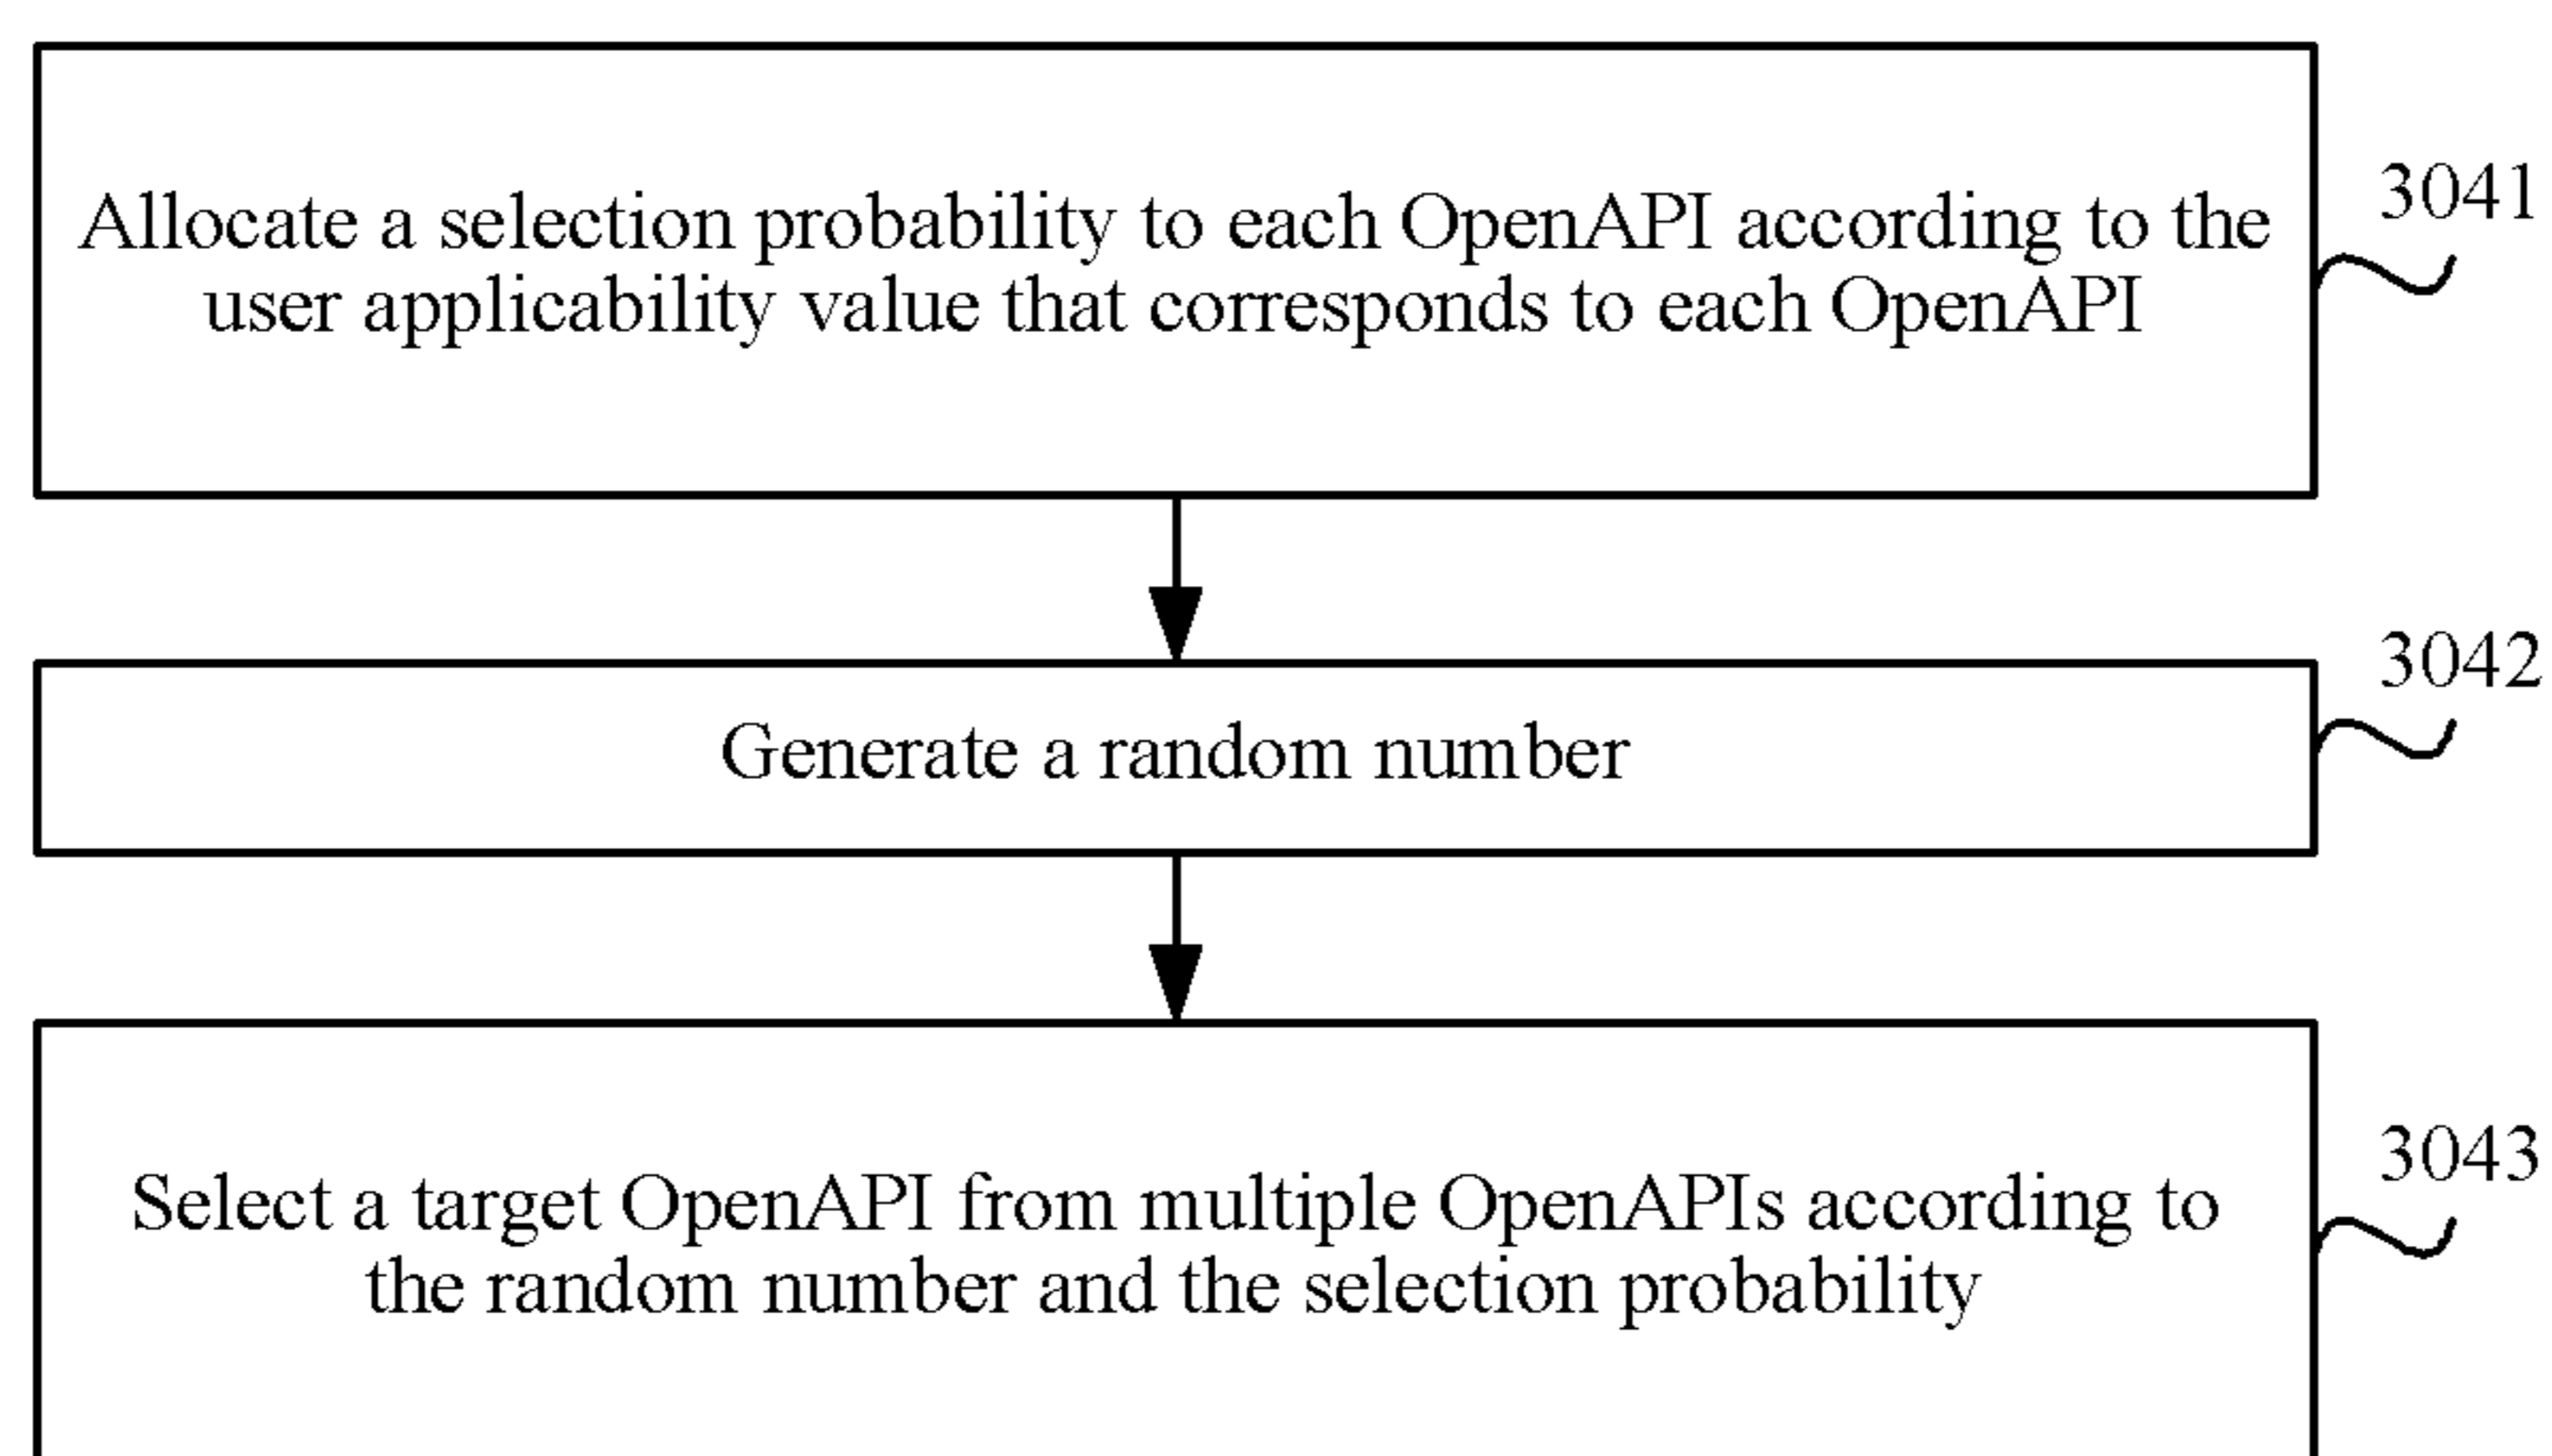 Allocate a selection probability to each OpenAPI according to the
user applicability value that corresponds to each OpenAPI
3041
Generate a random number
3042
Select a target OpenAPI from multiple OpenAPIs according to
the random number and the selection probability
3043